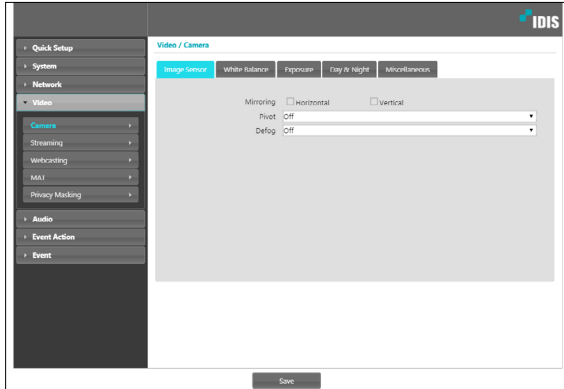 IDIS
Quick Setup
System
Network
Video
Camera
Streaming
Webcasting
MAT
Privacy Masking
Audio
Event Action
Event
Video / Camera
Image Sensor White Balance Exposure Day & Night Miscellaneous
Mirroring Horizontal Vertical
Pivot Off
Defog Off
Save